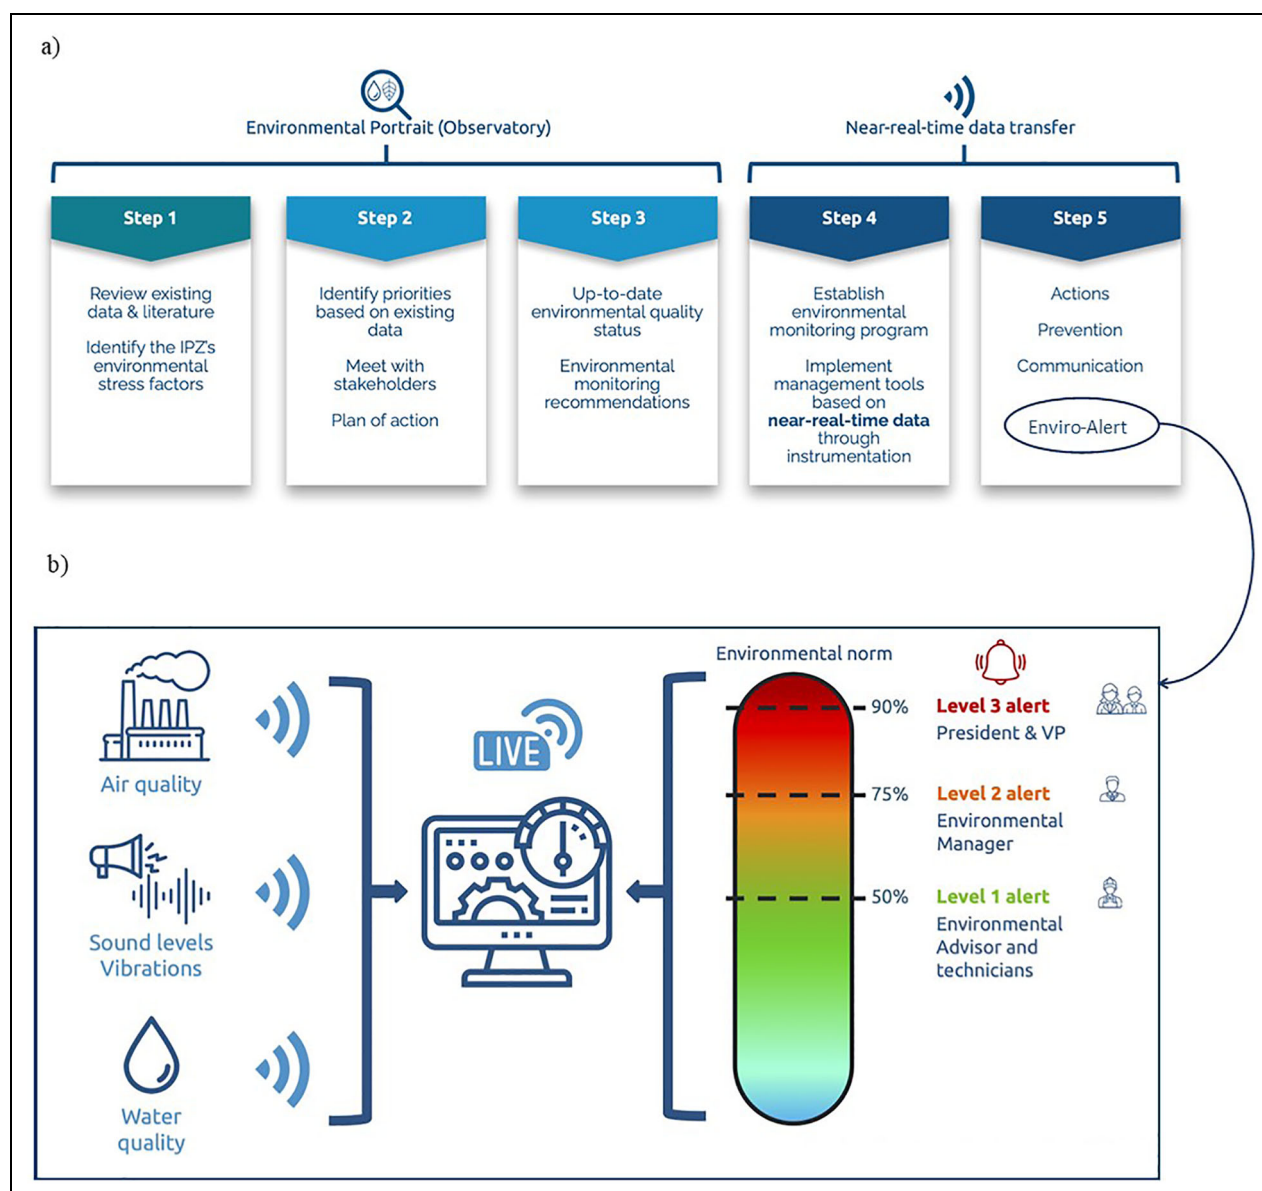 a)
Environmental Portrait (Observatory)
Near-real-time data transfer
Step 1
Review existing
data & literature
Identify the IPZ's
environmental
stress factors
Step 2
Identify priorities
based on existing
data
Meet with
stakeholders
Plan of action
Step 3
Up-to-date
environmental quality
status
Environmental
monitoring
recommendations
Step 4
Establish
environmental
monitoring program
Implement
management tools
based on
near-real-time data
through
instrumentation
Step 5
Actions
Prevention
Communication
Enviro-Alert
b)
Air quality
Sound levels
Vibrations
Water
quality
LIVE
Environmental norm
90%
Level 3 alert
President & VP
75%
Level 2 alert
Environmental
Manager
50%
Level 1 alert
Environmental
Advisor and
technicians